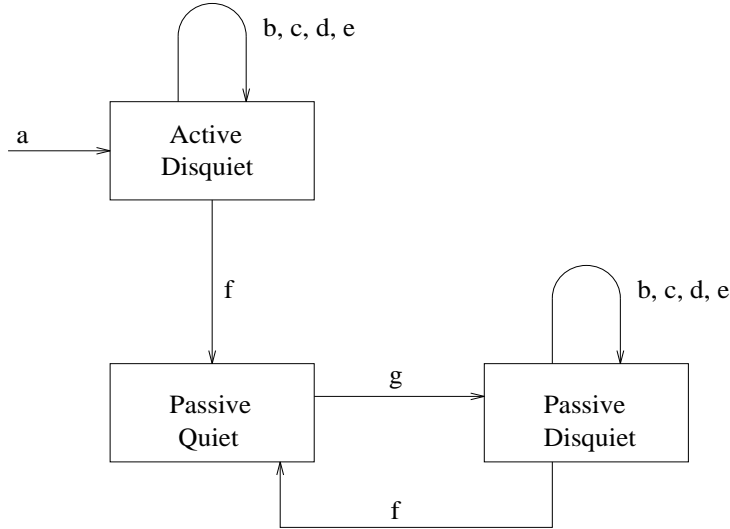 b, c, d, e
a
Active
Disquiet
f
b, c, d, e
g
Passive
Quiet
Passive
Disquiet
f